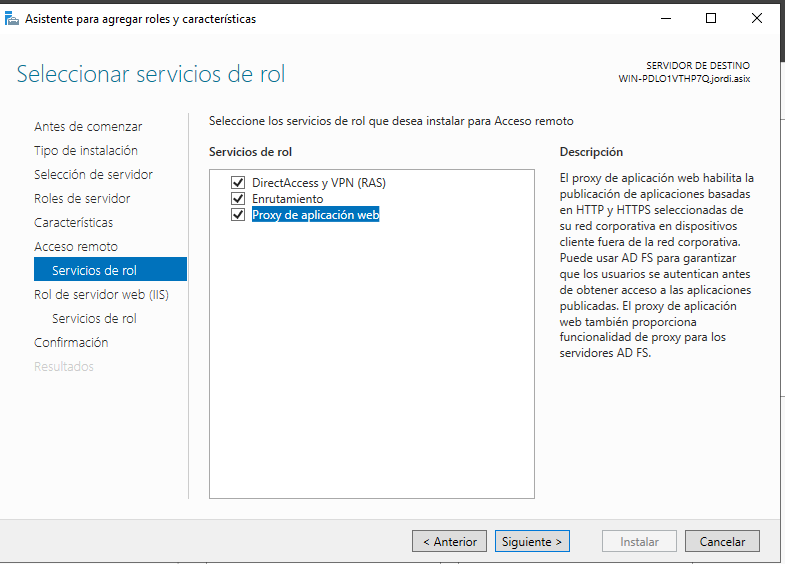 Asistente para agregar roles y características
Seleccionar servicios de rol
SERVIDOR DE DESTINO
WIN-PDLO1VTHP7Q.jordi.asix
Antes de comenzar
Tipo de instalación
Selección de servidor
Roles de servidor
Características
Acceso remoto
Servicios de rol
Rol de servidor web (IIS)
Servicios de rol
Confirmación
Resultados
Seleccione los servicios de rol que desea instalar para Acceso remoto
Servicios de rol
DirectAccess y VPN (RAS)
Enrutamiento
Proxy de aplicación web
Descripción
El proxy de aplicación web habilita la
publicación de aplicaciones basadas
en HTTP y HTTPS seleccionadas de
su red corporativa en dispositivos
cliente fuera de la red corporativa.
Puede usar AD FS para garantizar
que los usuarios se autentican antes
de obtener acceso a las aplicaciones
publicadas. El proxy de aplicación
web también proporciona
funcionalidad de proxy para los
servidores AD FS.
< Anterior
Siguiente >
Instalar
Cancelar